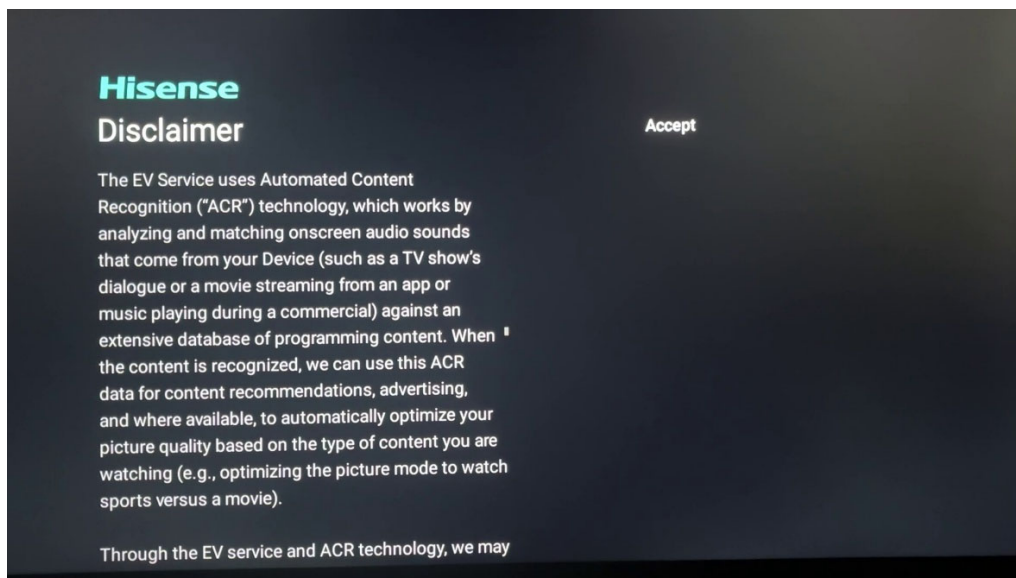 Hisense
Disclaimer
Accept
The EV Service uses Automated Content
Recognition (“ACR”) technology, which works by
analyzing and matching onscreen audio sounds
that come from your Device (such as a TV show's
dialogue or a movie streaming from an app or
music playing during a commercial) against an
extensive database of programming content. When
the content is recognized, we can use this ACR
data for content recommendations, advertising,
and where available, to automatically optimize your
picture quality based on the type of content you are
watching (e.g., optimizing the picture mode to watch
sports versus a movie).
Through the EV service and ACR technology, we may